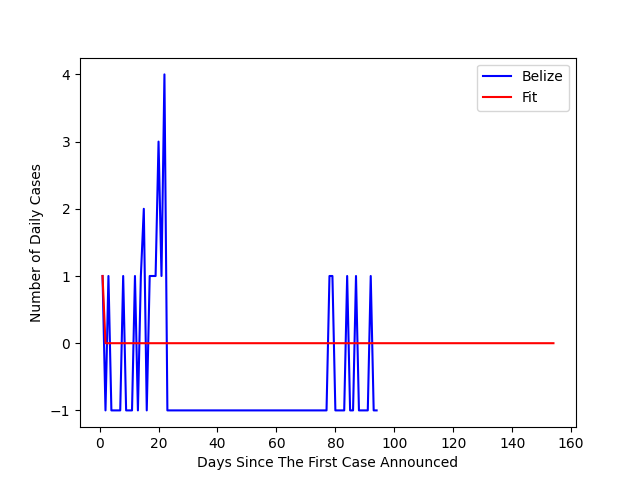 Belize
Fit
4
3
2
1
0
−1
Number of Daily Cases
0 20 40 60 80 100 120 140 160
Days Since The First Case Announced